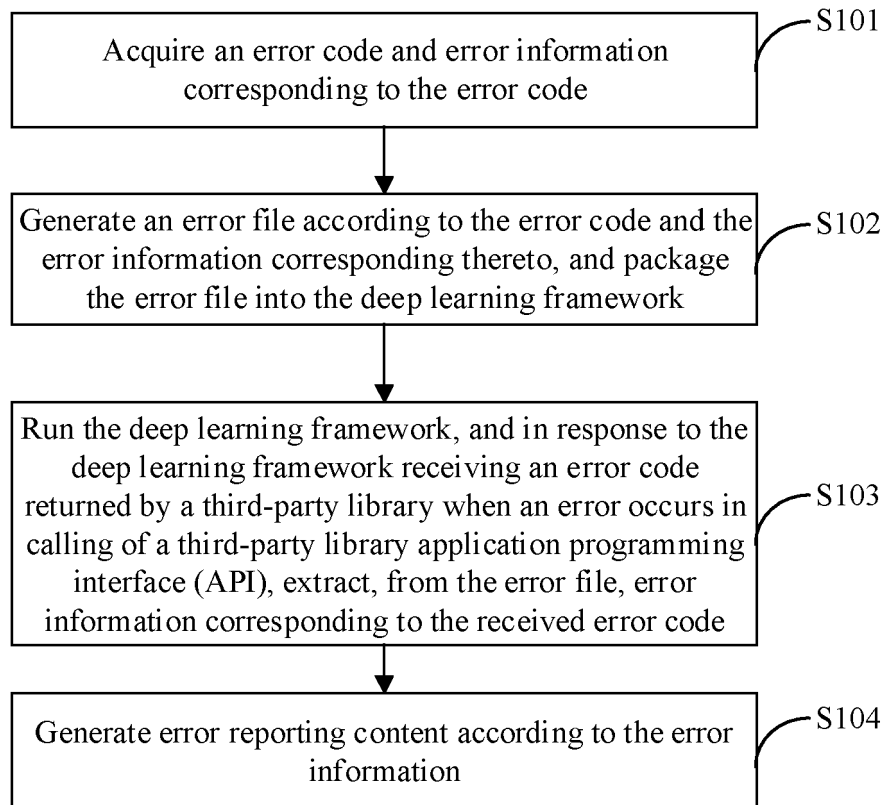 Acquire an error code and error information
corresponding to the error code
S101
Generate an error file according to the error code and the
error information corresponding thereto, and package
the error file into the deep learning framework
S102
Run the deep learning framework, and in response to the
deep learning framework receiving an error code
returned by a third-party library when an error occurs in
calling of a third-party library application programming
interface (API), extract, from the error file, error
information corresponding to the received error code
S103
Generate error reporting content according to the error
information
S104